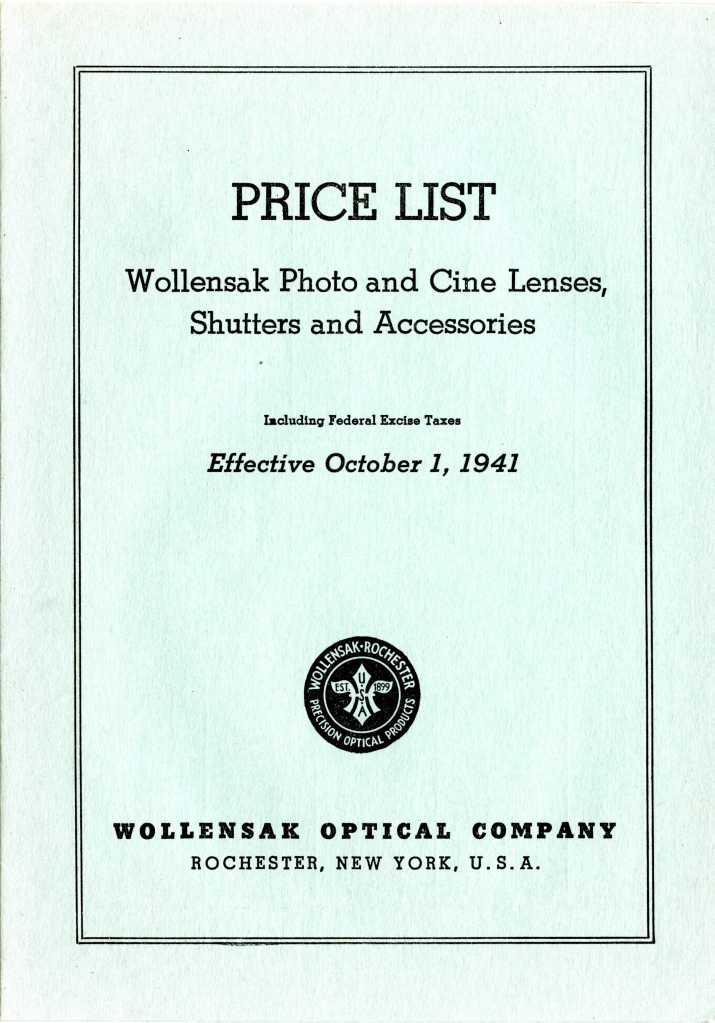 PRICE LIST
Wollensak Photo and Cine Lenses,
Shutters and Accessories
Including Federal Excise Taxes
Effective October 1, 1941
WOLLENSAK•ROCHESTER
EST. USA 1899
PRECISION OPTICAL PRODUCTS
WOLLENSAK OPTICAL COMPANY
ROCHESTER, NEW YORK, U.S.A.